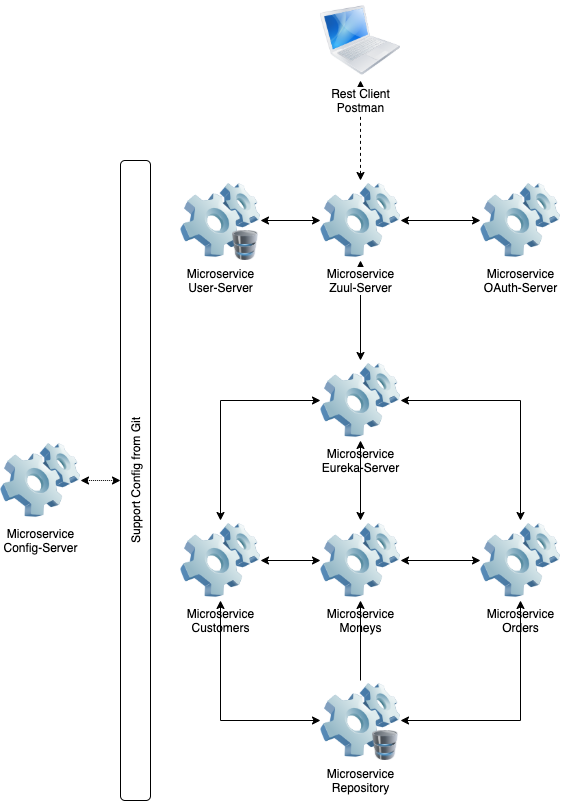 Rest Client
Postman
Microservice
User-Server
Microservice
Zuul-Server
Microservice
OAuth-Server
Support Config from Git
Microservice
Eureka-Server
Microservice
Config-Server
Microservice
Customers
Microservice
Moneys
Microservice
Orders
Microservice
Repository